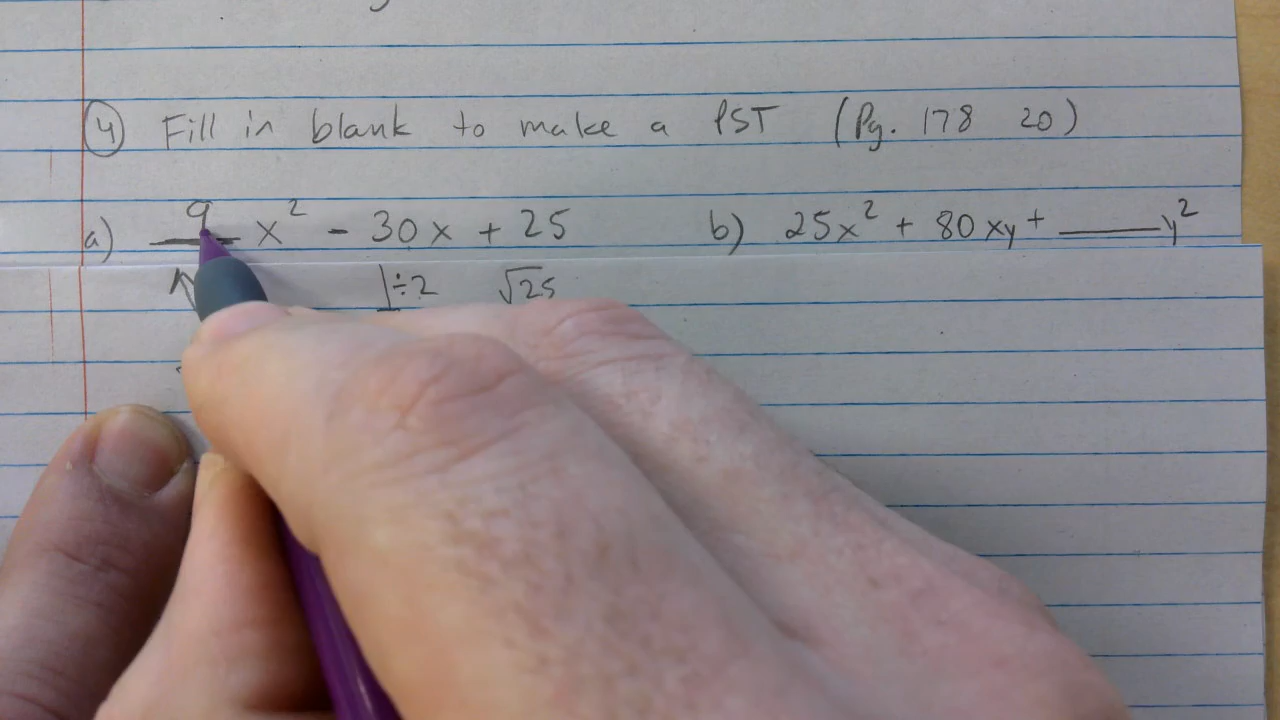 4 Fill in blank to make a PST (Pg. 178 20)
a) 9 x² - 30x + 25 b) 25x² + 80xy + ____y²
÷2 √25